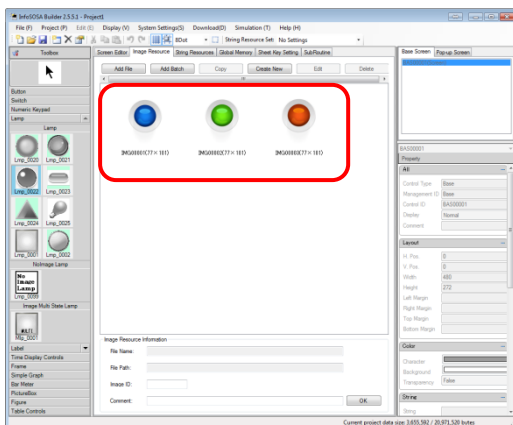 InfoSOSA Builder 2.5.5.1 - Project1
File (F) Project (P) Edit (E) Display (V) System Settings(S) Download(D) Simulation (T) Help (H)
8Dot String Resource Set: No Settings
Toolbox
Screen Editor Image Resource String Resources Global Memory Sheet Key Setting SubRoutine
Base Screen Pop-up Screen
Add File Add Batch Copy Create New Edit Delete
Button
Switch
Numeric Keypad
Lamp
Lamp
Lmp_0020 Lmp_0021
Lmp_0022 Lmp_0023
Lmp_0024 Lmp_0025
Lmp_0001 Lmp_0002
NoImage Lamp
No Image Lamp
Lmp_0099
Image Multi State Lamp
MULTI
Mlp_0001
Label
Time Display Controls
Frame
Simple Graph
Bar Meter
PictureBox
Figure
Table Controls
IMG00001(77×101) IMG00002(77×101) IMG00003(77×101)
Image Resource Information
File Name:
File Path:
Image ID:
Comment:
OK
BAS00001
Property
All
Control Type Base
Management ID Base
Control ID BAS00001
Display Normal
Comment
Layout
H Pos 0
V Pos 0
Width 480
Height 272
Left Margin
Right Margin
Top Margin
Bottom Margin
Color
Character
Background
Transparency False
String
String
Current project data size 3,655,592 / 20,971,520 bytes